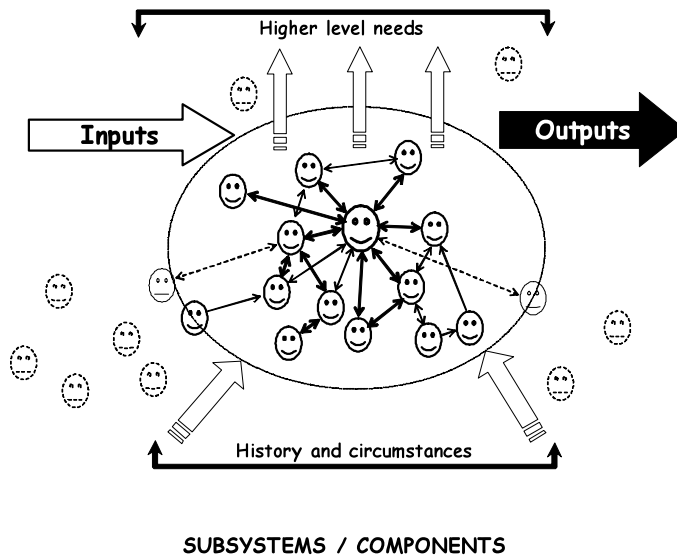 Higher level needs
Inputs
Outputs
History and circumstances
SUBSYSTEMS / COMPONENTS